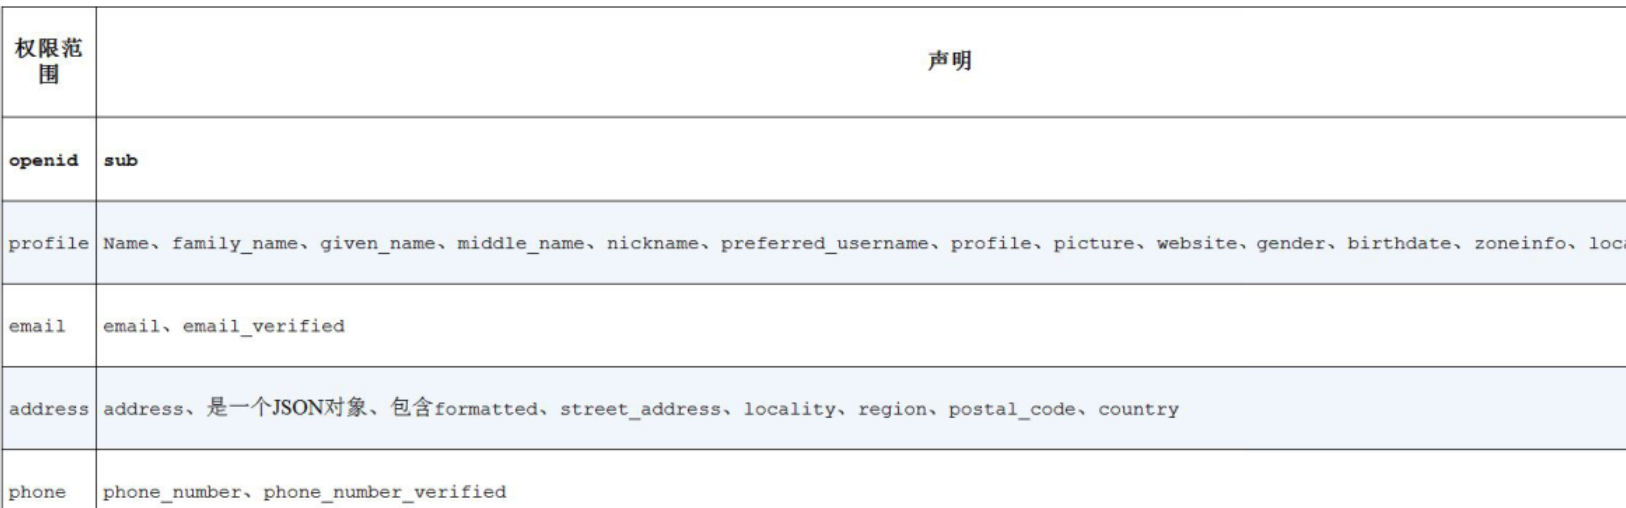 权限范
围
声明
openid sub
profile Name、family_name、given_name、middle_name、nickname、preferred_username、profile、picture、website、gender、birthdate、zoneinfo、loc
email email、email_verified
address address、是一个JSON对象、包含formatted、street_address、locality、region、postal_code、country
phone phone_number、phone_number_verified